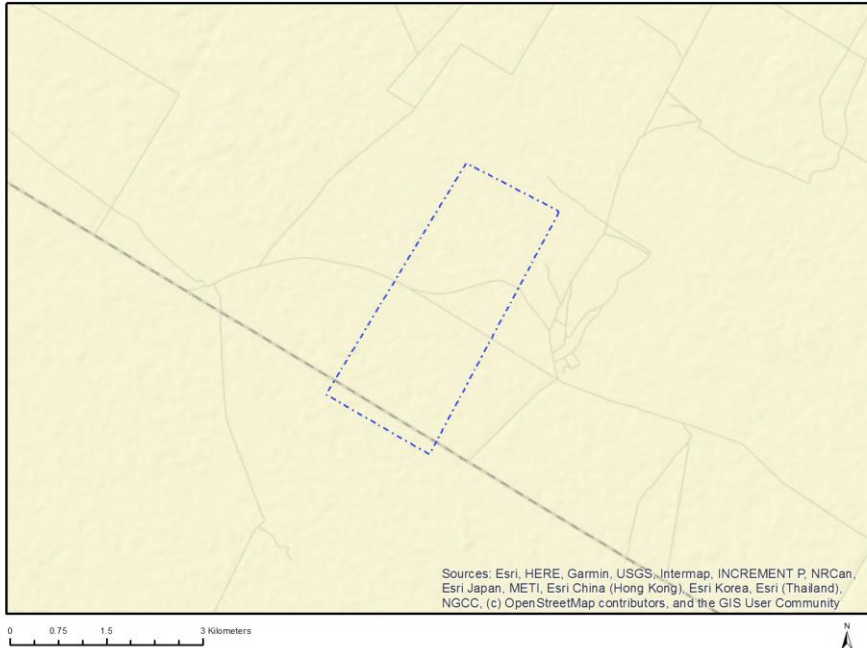 Sources: Esri, HERE, Garmin, USGS, Intermap, INCREMENT P, NRCan,
Esri Japan, METI, Esri China (Hong Kong), Esri Korea, Esri (Thailand),
NGCC, (c) OpenStreetMap contributors, and the GIS User Community
0 0.75 1.5 3 Kilometers
N